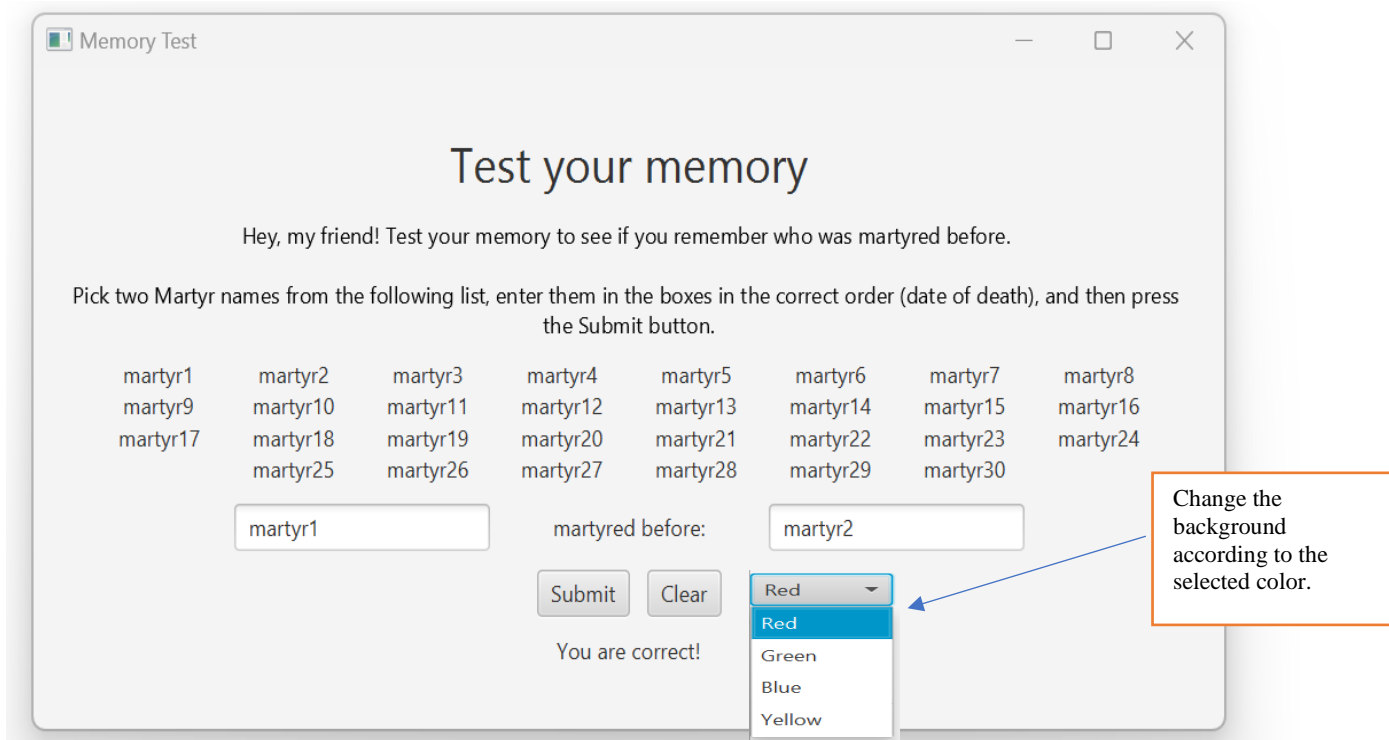 Memory Test
Test your memory
Hey, my friend! Test your memory to see if you remember who was martyred before.
Pick two Martyr names from the following list, enter them in the boxes in the correct order (date of death), and then press
the Submit button.
martyr1 martyr2 martyr3 martyr4 martyr5 martyr6 martyr7 martyr8
martyr9 martyr10 martyr11 martyr12 martyr13 martyr14 martyr15 martyr16
martyr17 martyr18 martyr19 martyr20 martyr21 martyr22 martyr23 martyr24
martyr25 martyr26 martyr27 martyr28 martyr29 martyr30
martyr1 martyred before: martyr2
Submit Clear Red
Red
Green
Blue
Yellow
You are correct!
Change the
background
according to the
selected color.